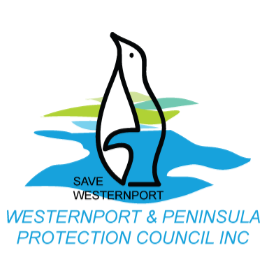 SAVE
WESTERNPORT
WESTERNPORT & PENINSULA
PROTECTION COUNCIL INC